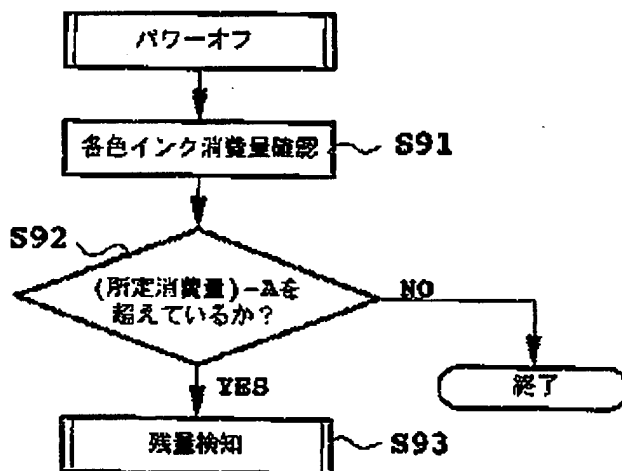 パワーオフ
各色インク消費量確認
S91
S92
(所定消費量)-Aを
超えているか？
NO
YES
終了
残量検知
S93